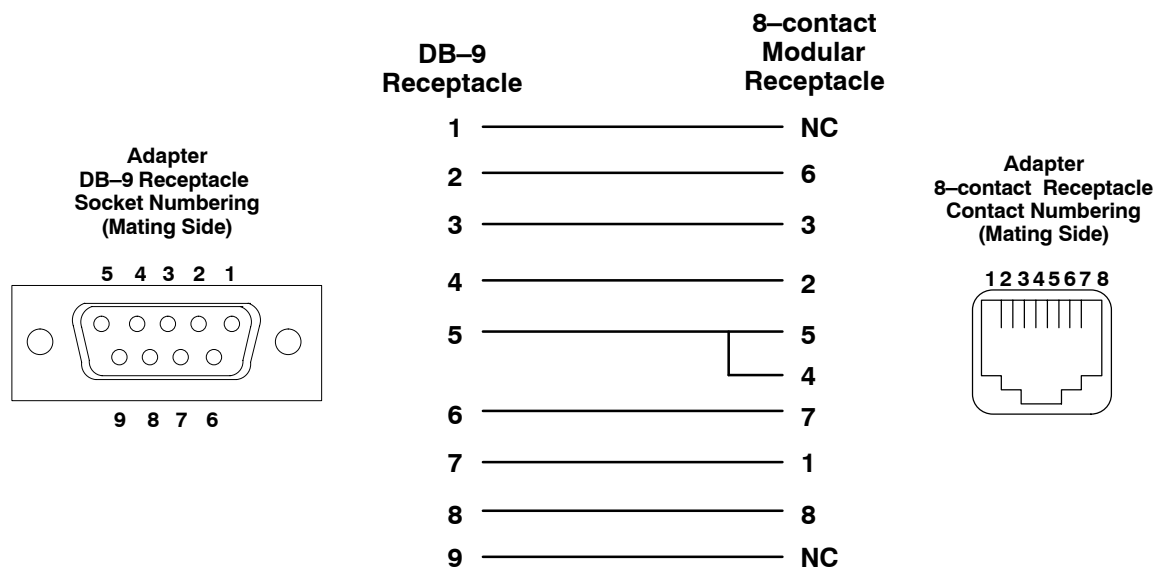 DB–9
Receptacle
8–contact
Modular
Receptacle
1 NC
2 6
3 3
4 2
5 5
4
6 7
7 1
8 8
9 NC
Adapter
DB–9 Receptacle
Socket Numbering
(Mating Side)
5 4 3 2 1
9 8 7 6
Adapter
8–contact Receptacle
Contact Numbering
(Mating Side)
1 2 3 4 5 6 7 8